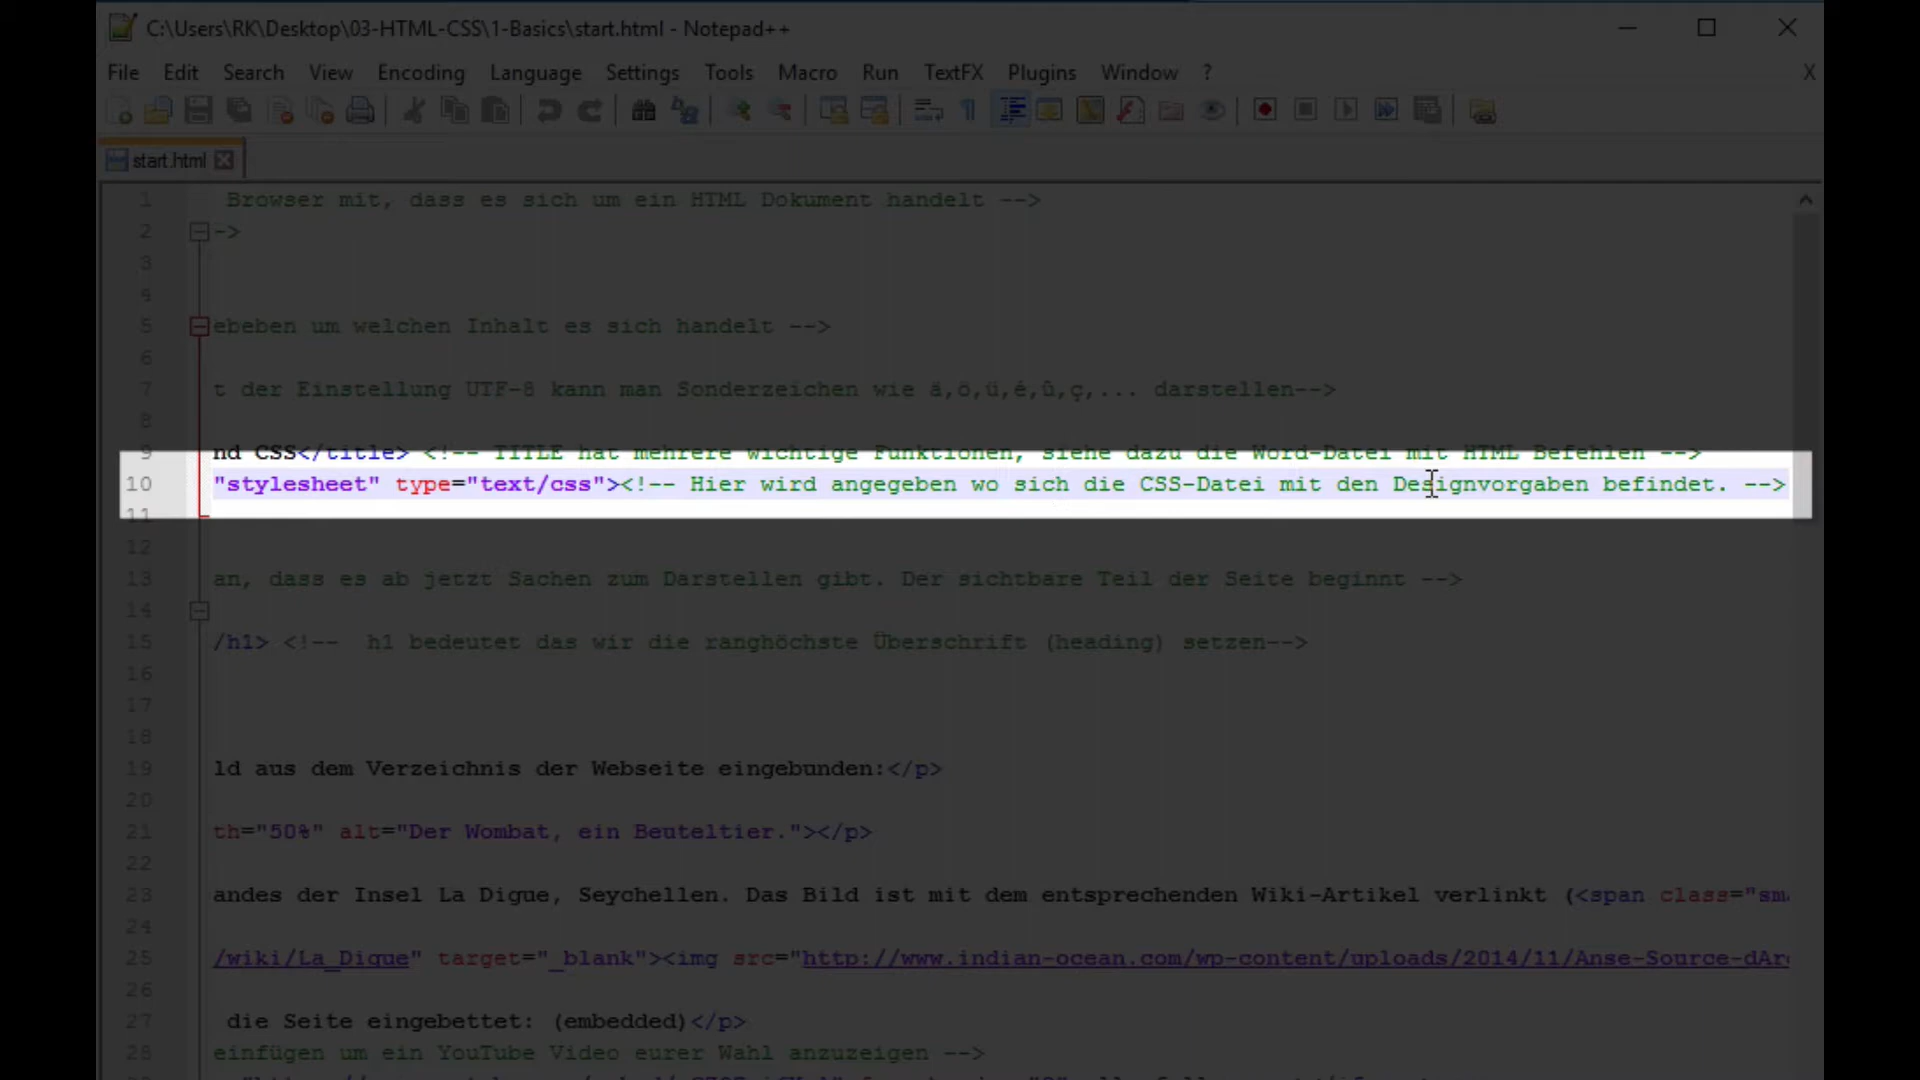 C:\Users\RK\Desktop\03-HTML-CSS\1-Basics\start.html - Notepad++
File Edit Search View Encoding Language Settings Tools Macro Run TextFX Plugins Window ? X
start.html
1 Browser mit, dass es sich um ein HTML Dokument handelt -->
2 ->
3
4
5 ebeben um welchen Inhalt es sich handelt -->
6
7 t der Einstellung UTF-8 kann man Sonderzeichen wie ä,ö,ü,é,û,ç,... darstellen-->
8
9 nd CSS</title> <!-- TITLE hat mehrere wichtige Funktionen, siehe dazu die Word-Datei mit HTML Befehlen -->
10 "stylesheet" type="text/css"><!-- Hier wird angegeben wo sich die CSS-Datei mit den Designvorgaben befindet. -->
11
12
13 an, dass es ab jetzt Sachen zum Darstellen gibt. Der sichtbare Teil der Seite beginnt -->
14
15 /h1> <!-- h1 bedeutet das wir die ranghöchste Überschrift (heading) setzen-->
16
17
18
19 ld aus dem Verzeichnis der Webseite eingebunden:</p>
20
21 th="50%" alt="Der Wombat, ein Beuteltier."></p>
22
23 andes der Insel La Digue, Seychellen. Das Bild ist mit dem entsprechenden Wiki-Artikel verlinkt (<span class="sm
24
25 /wiki/La_Digue" target="_blank"><img src="http://www.indian-ocean.com/wp-content/uploads/2014/11/Anse-Source-dAr
26
27 die Seite eingebettet: (embedded)</p>
28 einfügen um ein YouTube Video eurer Wahl anzuzeigen -->